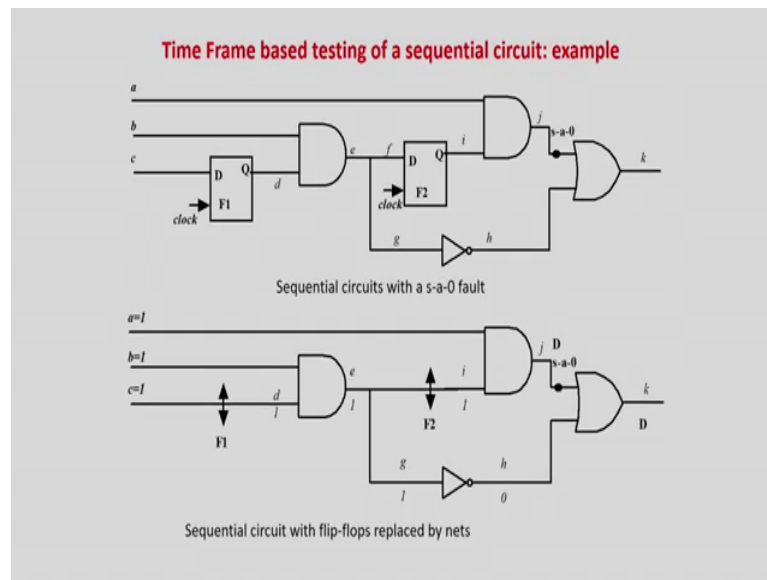 Time Frame based testing of a sequential circuit: example
a
b
c
D Q
F1
clock
d
e
f
D Q
F2
clock
i
j
s-a-0
k
g
h
Sequential circuits with a s-a-0 fault
a=1
b=1
c=1
F1
d
1
e
1
F2
i
1
j D
s-a-0
k
D
g
1
h
0
Sequential circuit with flip-flops replaced by nets